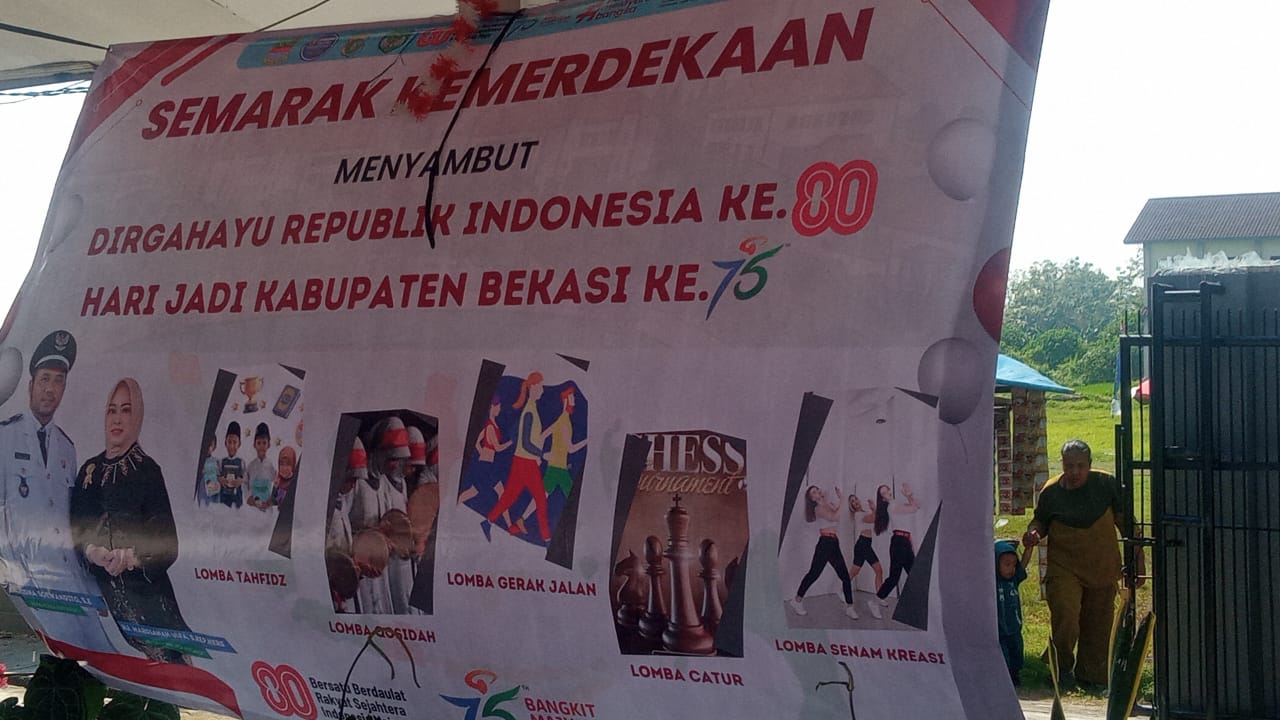 SEMARAK KEMERDEKAAN
MENYAMBUT
DIRGAHAYU REPUBLIK INDONESIA KE.80
HARI JADI KABUPATEN BEKASI KE.75
HESS
LOMBA TAHFIDZ
LOMBA QOSIDAH
LOMBA GERAK JALAN
LOMBA CATUR
LOMBA SENAM KREASI
80
Bersatu Berdaulat
Rakyat Sejahtera
75
BANGKIT